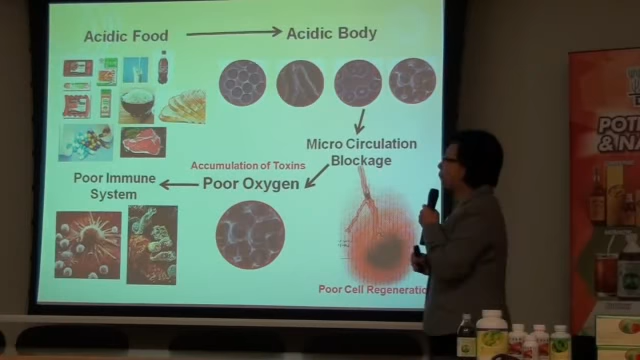 Acidic Food
Acidic Body
Micro Circulation
Blockage
Accumulation of Toxins
Poor Oxygen
Poor Immune
System
Poor Cell Regeneratio
POT
& NA